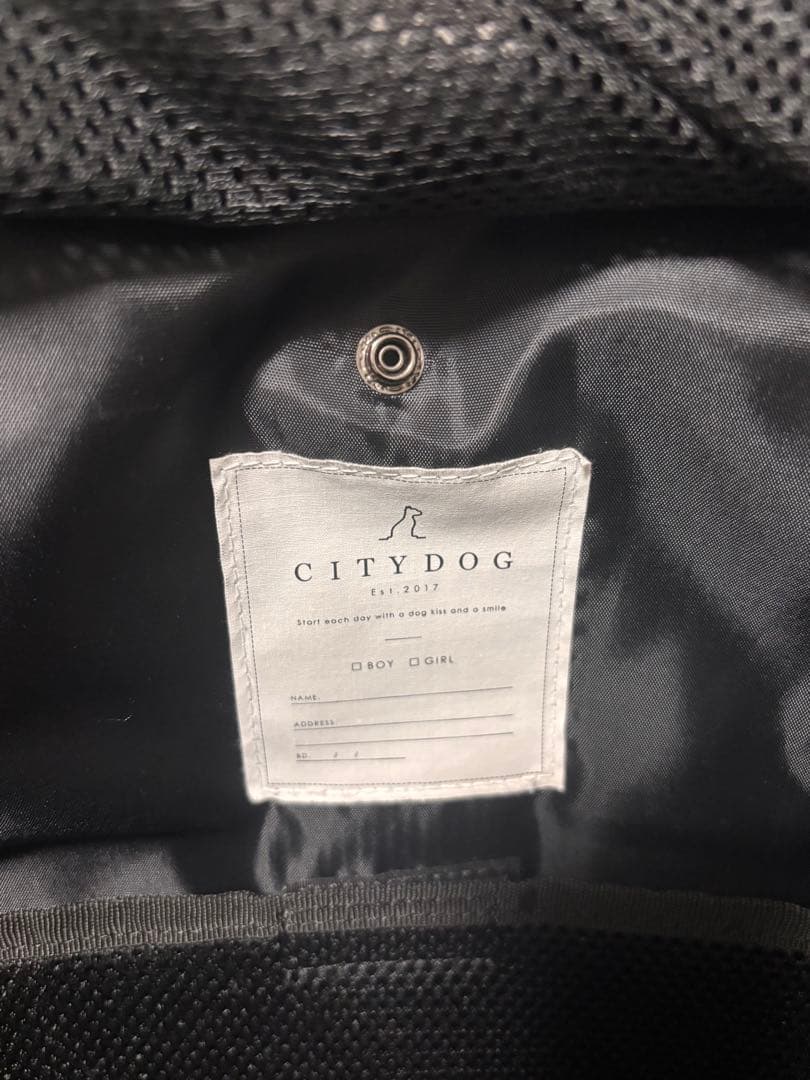 CITYDOG
Est.2017
Start each day with a dog kiss and a smile
BOY GIRL
NAME.
ADDRESS
BD. / /